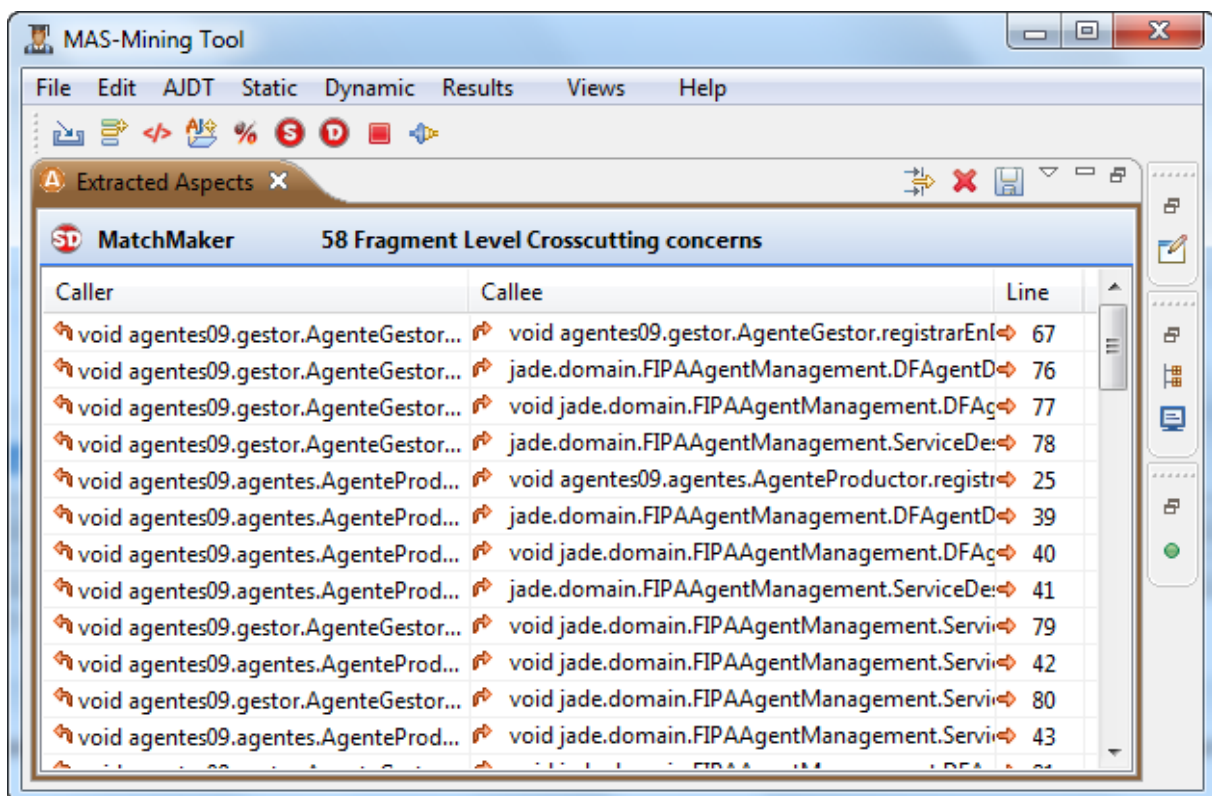 MAS-Mining Tool
File Edit AJDT Static Dynamic Results Views Help
Extracted Aspects
MatchMaker 58 Fragment Level Crosscutting concerns
Caller Callee Line
void agentes09.gestor.AgenteGestor... void agentes09.gestor.AgenteGestor.registrarEnD 67
void agentes09.gestor.AgenteGestor... jade.domain.FIPAAgentManagement.DFAgentD 76
void agentes09.gestor.AgenteGestor... void jade.domain.FIPAAgentManagement.DFAg 77
void agentes09.gestor.AgenteGestor... jade.domain.FIPAAgentManagement.ServiceDes 78
void agentes09.agentes.AgenteProd... void agentes09.agentes.AgenteProductor.registr 25
void agentes09.agentes.AgenteProd... jade.domain.FIPAAgentManagement.DFAgentD 39
void agentes09.agentes.AgenteProd... void jade.domain.FIPAAgentManagement.DFAg 40
void agentes09.agentes.AgenteProd... jade.domain.FIPAAgentManagement.ServiceDes 41
void agentes09.gestor.AgenteGestor... void jade.domain.FIPAAgentManagement.Servi 79
void agentes09.agentes.AgenteProd... void jade.domain.FIPAAgentManagement.Servi 42
void agentes09.gestor.AgenteGestor... void jade.domain.FIPAAgentManagement.Servi 80
void agentes09.agentes.AgenteProd... void jade.domain.FIPAAgentManagement.Servi 43